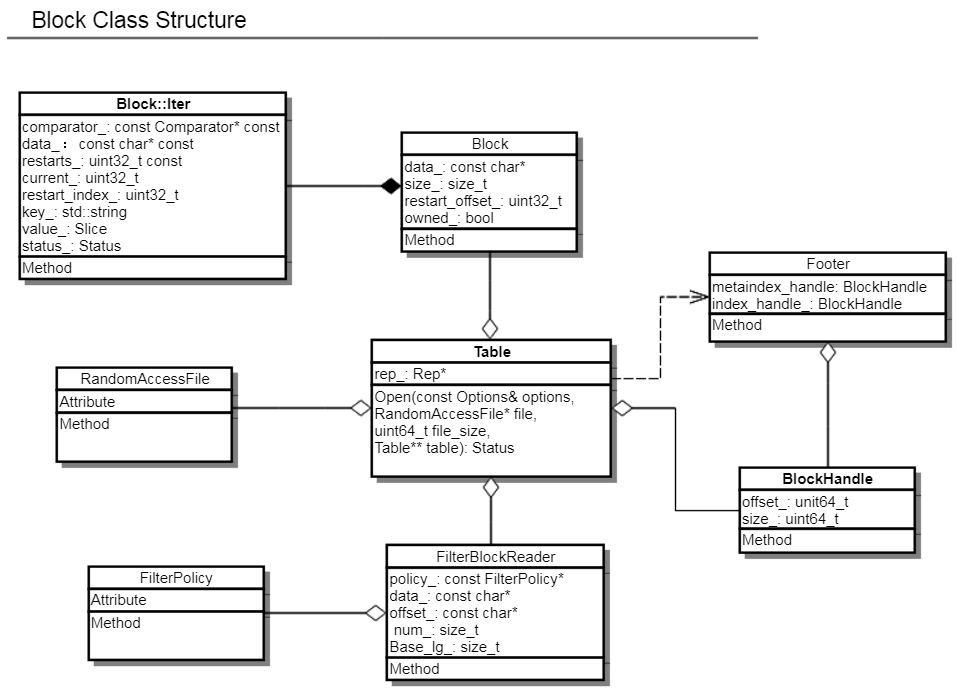 Block Class Structure
Block::Iter
comparator_: const Comparator* const
data_： const char* const
restarts_: uint32_t const
current_: uint32_t
restart_index_: uint32_t
key_: std::string
value_: Slice
status_: Status
Method
Block
data_: const char*
size_: size_t
restart_offset_: uint32_t
owned_: bool
Method
Footer
metaindex_handle: BlockHandle
index_handle_: BlockHandle
Method
Table
rep_: Rep*
Open(const Options& options,
RandomAccessFile* file,
uint64_t file_size,
Table** table): Status
RandomAccessFile
Attribute
Method
BlockHandle
offset_: unit64_t
size_: uint64_t
Method
FilterBlockReader
policy_: const FilterPolicy*
data_: const char*
offset_: const char*
num_: size_t
Base_lg_: size_t
Method
FilterPolicy
Attribute
Method